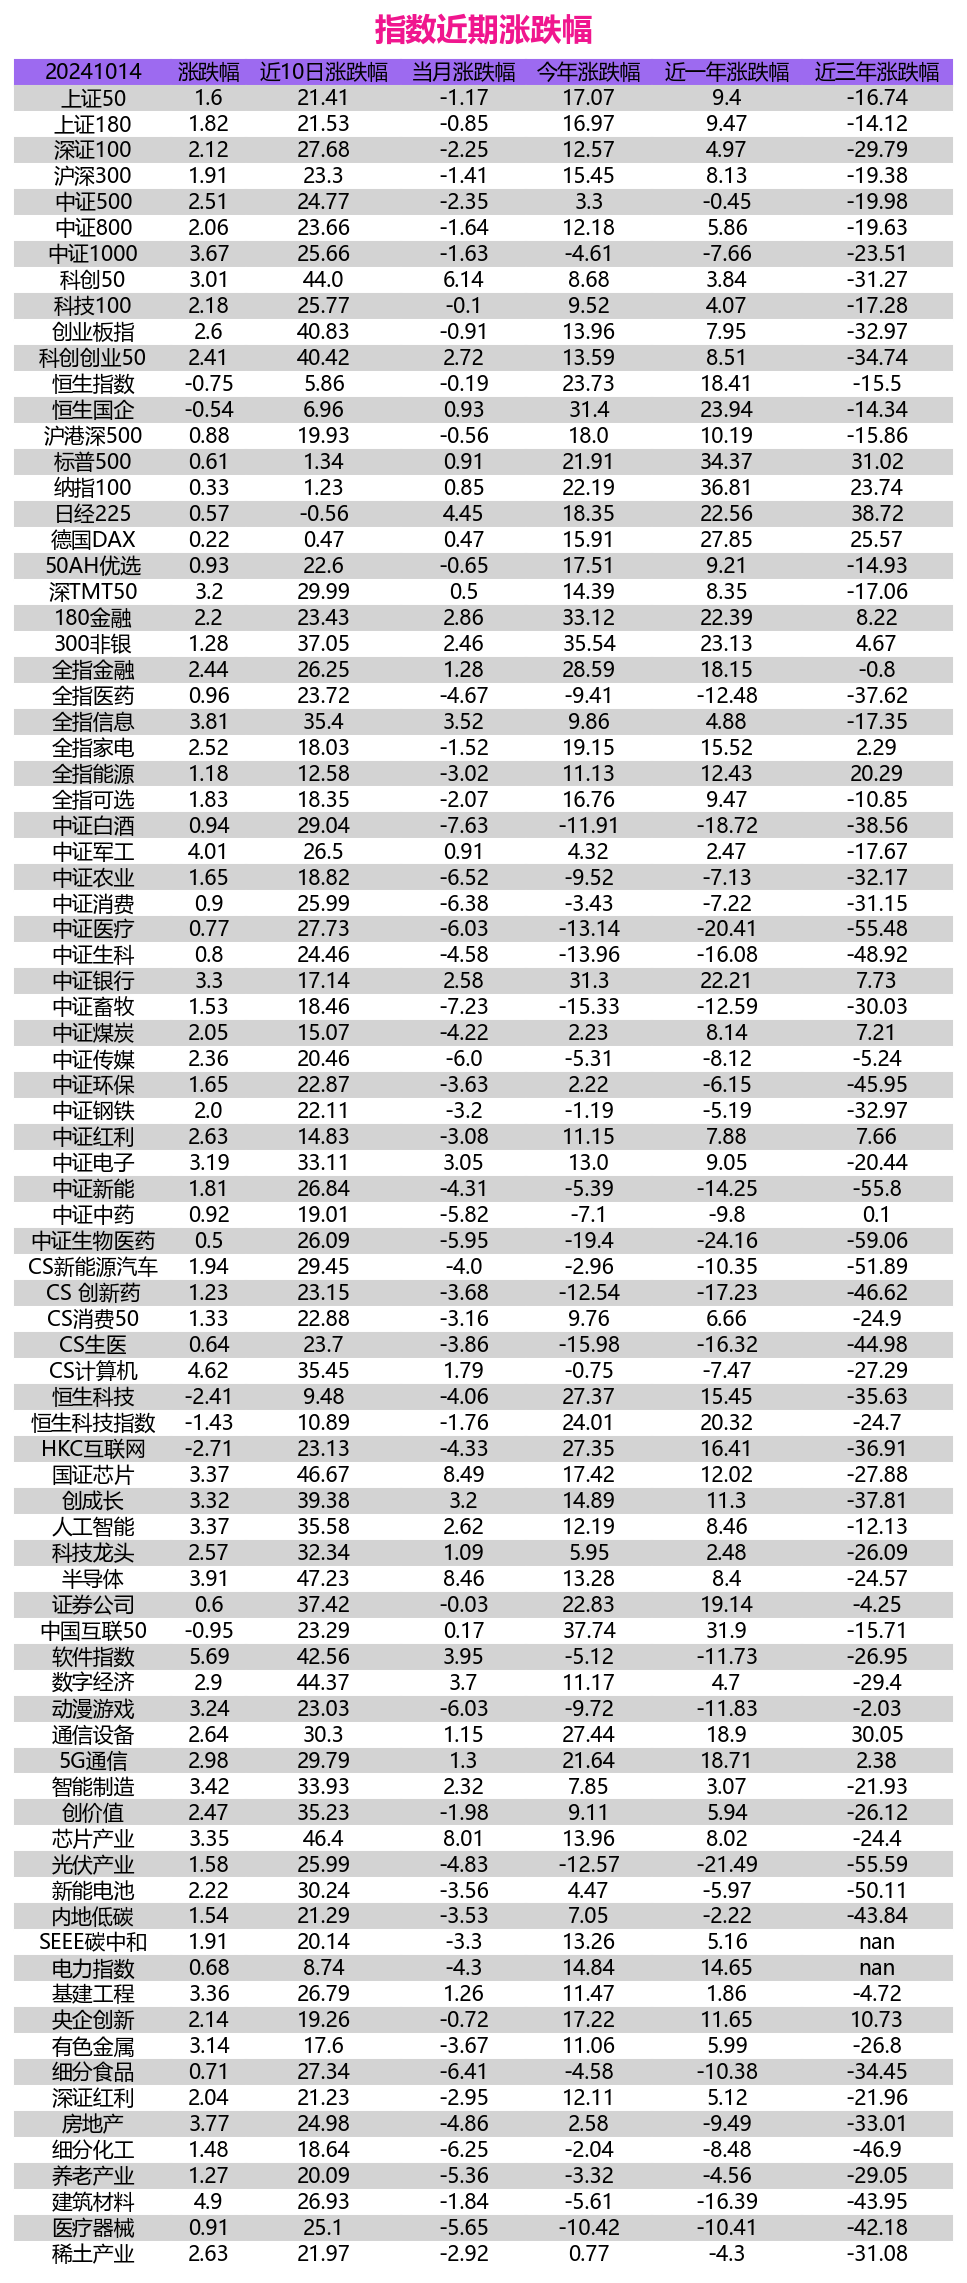 指数近期涨跌幅
20241014 涨跌幅 近10日涨跌幅 当月涨跌幅 今年涨跌幅 近一年涨跌幅 近三年涨跌幅
上证50 1.6 21.41 -1.17 17.07 9.4 -16.74
上证180 1.82 21.53 -0.85 16.97 9.47 -14.12
深证100 2.12 27.68 -2.25 12.57 4.97 -29.79
沪深300 1.91 23.3 -1.41 15.45 8.13 -19.38
中证500 2.51 24.77 -2.35 3.3 -0.45 -19.98
中证800 2.06 23.66 -1.64 12.18 5.86 -19.63
中证1000 3.67 25.66 -1.63 -4.61 -7.66 -23.51
科创50 3.01 44.0 6.14 8.68 3.84 -31.27
科技100 2.18 25.77 -0.1 9.52 4.07 -17.28
创业板指 2.6 40.83 -0.91 13.96 7.95 -32.97
科创创业50 2.41 40.42 2.72 13.59 8.51 -34.74
恒生指数 -0.75 5.86 -0.19 23.73 18.41 -15.5
恒生国企 -0.54 6.96 0.93 31.4 23.94 -14.34
沪港深500 0.88 19.93 -0.56 18.0 10.19 -15.86
标普500 0.61 1.34 0.91 21.91 34.37 31.02
纳指100 0.33 1.23 0.85 22.19 36.81 23.74
日经225 0.57 -0.56 4.45 18.35 22.56 38.72
德国DAX 0.22 0.47 0.47 15.91 27.85 25.57
50AH优选 0.93 22.6 -0.65 17.51 9.21 -14.93
深TMT50 3.2 29.99 0.5 14.39 8.35 -17.06
180金融 2.2 23.43 2.86 33.12 22.39 8.22
300非银 1.28 37.05 2.46 35.54 23.13 4.67
全指金融 2.44 26.25 1.28 28.59 18.15 -0.8
全指医药 0.96 23.72 -4.67 -9.41 -12.48 -37.62
全指信息 3.81 35.4 3.52 9.86 4.88 -17.35
全指家电 2.52 18.03 -1.52 19.15 15.52 2.29
全指能源 1.18 12.58 -3.02 11.13 12.43 20.29
全指可选 1.83 18.35 -2.07 16.76 9.47 -10.85
中证白酒 0.94 29.04 -7.63 -11.91 -18.72 -38.56
中证军工 4.01 26.5 0.91 4.32 2.47 -17.67
中证农业 1.65 18.82 -6.52 -9.52 -7.13 -32.17
中证消费 0.9 25.99 -6.38 -3.43 -7.22 -31.15
中证医疗 0.77 27.73 -6.03 -13.14 -20.41 -55.48
中证生科 0.8 24.46 -4.58 -13.96 -16.08 -48.92
中证银行 3.3 17.14 2.58 31.3 22.21 7.73
中证畜牧 1.53 18.46 -7.23 -15.33 -12.59 -30.03
中证煤炭 2.05 15.07 -4.22 2.23 8.14 7.21
中证传媒 2.36 20.46 -6.0 -5.31 -8.12 -5.24
中证环保 1.65 22.87 -3.63 2.22 -6.15 -45.95
中证钢铁 2.0 22.11 -3.2 -1.19 -5.19 -32.97
中证红利 2.63 14.83 -3.08 11.15 7.88 7.66
中证电子 3.19 33.11 3.05 13.0 9.05 -20.44
中证新能 1.81 26.84 -4.31 -5.39 -14.25 -55.8
中证中药 0.92 19.01 -5.82 -7.1 -9.8 0.1
中证生物医药 0.5 26.09 -5.95 -19.4 -24.16 -59.06
CS新能源汽车 1.94 29.45 -4.0 -2.96 -10.35 -51.89
CS 创新药 1.23 23.15 -3.68 -12.54 -17.23 -46.62
CS消费50 1.33 22.88 -3.16 9.76 6.66 -24.9
CS生医 0.64 23.7 -3.86 -15.98 -16.32 -44.98
CS计算机 4.62 35.45 1.79 -0.75 -7.47 -27.29
恒生科技 -2.41 9.48 -4.06 27.37 15.45 -35.63
恒生科技指数 -1.43 10.89 -1.76 24.01 20.32 -24.7
HKC互联网 -2.71 23.13 -4.33 27.35 16.41 -36.91
国证芯片 3.37 46.67 8.49 17.42 12.02 -27.88
创成长 3.32 39.38 3.2 14.89 11.3 -37.81
人工智能 3.37 35.58 2.62 12.19 8.46 -12.13
科技龙头 2.57 32.34 1.09 5.95 2.48 -26.09
半导体 3.91 47.23 8.46 13.28 8.4 -24.57
证券公司 0.6 37.42 -0.03 22.83 19.14 -4.25
中国互联50 -0.95 23.29 0.17 37.74 31.9 -15.71
软件指数 5.69 42.56 3.95 -5.12 -11.73 -26.95
数字经济 2.9 44.37 3.7 11.17 4.7 -29.4
动漫游戏 3.24 23.03 -6.03 -9.72 -11.83 -2.03
通信设备 2.64 30.3 1.15 27.44 18.9 30.05
5G通信 2.98 29.79 1.3 21.64 18.71 2.38
智能制造 3.42 33.93 2.32 7.85 3.07 -21.93
创价值 2.47 35.23 -1.98 9.11 5.94 -26.12
芯片产业 3.35 46.4 8.01 13.96 8.02 -24.4
光伏产业 1.58 25.99 -4.83 -12.57 -21.49 -55.59
新能电池 2.22 30.24 -3.56 4.47 -5.97 -50.11
内地低碳 1.54 21.29 -3.53 7.05 -2.22 -43.84
SEEE碳中和 1.91 20.14 -3.3 13.26 5.16 nan
电力指数 0.68 8.74 -4.3 14.84 14.65 nan
基建工程 3.36 26.79 1.26 11.47 1.86 -4.72
央企创新 2.14 19.26 -0.72 17.22 11.65 10.73
有色金属 3.14 17.6 -3.67 11.06 5.99 -26.8
细分食品 0.71 27.34 -6.41 -4.58 -10.38 -34.45
深证红利 2.04 21.23 -2.95 12.11 5.12 -21.96
房地产 3.77 24.98 -4.86 2.58 -9.49 -33.01
细分化工 1.48 18.64 -6.25 -2.04 -8.48 -46.9
养老产业 1.27 20.09 -5.36 -3.32 -4.56 -29.05
建筑材料 4.9 26.93 -1.84 -5.61 -16.39 -43.95
医疗器械 0.91 25.1 -5.65 -10.42 -10.41 -42.18
稀土产业 2.63 21.97 -2.92 0.77 -4.3 -31.08